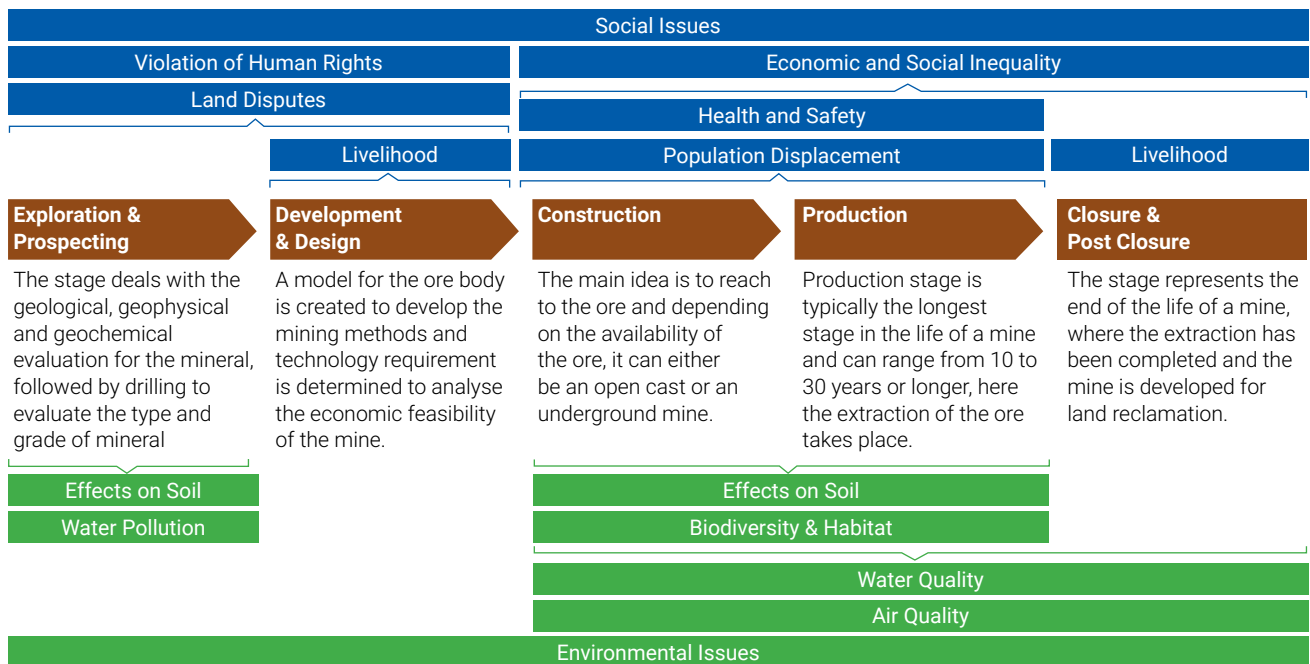 Social Issues
Violation of Human Rights
Economic and Social Inequality
Land Disputes
Health and Safety
Livelihood
Population Displacement
Livelihood
Exploration &
Prospecting
The stage deals with the
geological, geophysical
and geochemical
evaluation for the mineral,
followed by drilling to
evaluate the type and
grade of mineral
Development
& Design
A model for the ore body
is created to develop the
mining methods and
technology requirement
is determined to analyse
the economic feasibility
of the mine.
Construction
The main idea is to reach
to the ore and depending
on the availability of
the ore, it can either
be an open cast or an
underground mine.
Production
Production stage is
typically the longest
stage in the life of a mine
and can range from 10 to
30 years or longer, here
the extraction of the ore
takes place.
Closure &
Post Closure
The stage represents the
end of the life of a mine,
where the extraction has
been completed and the
mine is developed for
land reclamation.
Effects on Soil
Water Pollution
Effects on Soil
Biodiversity & Habitat
Water Quality
Air Quality
Environmental Issues